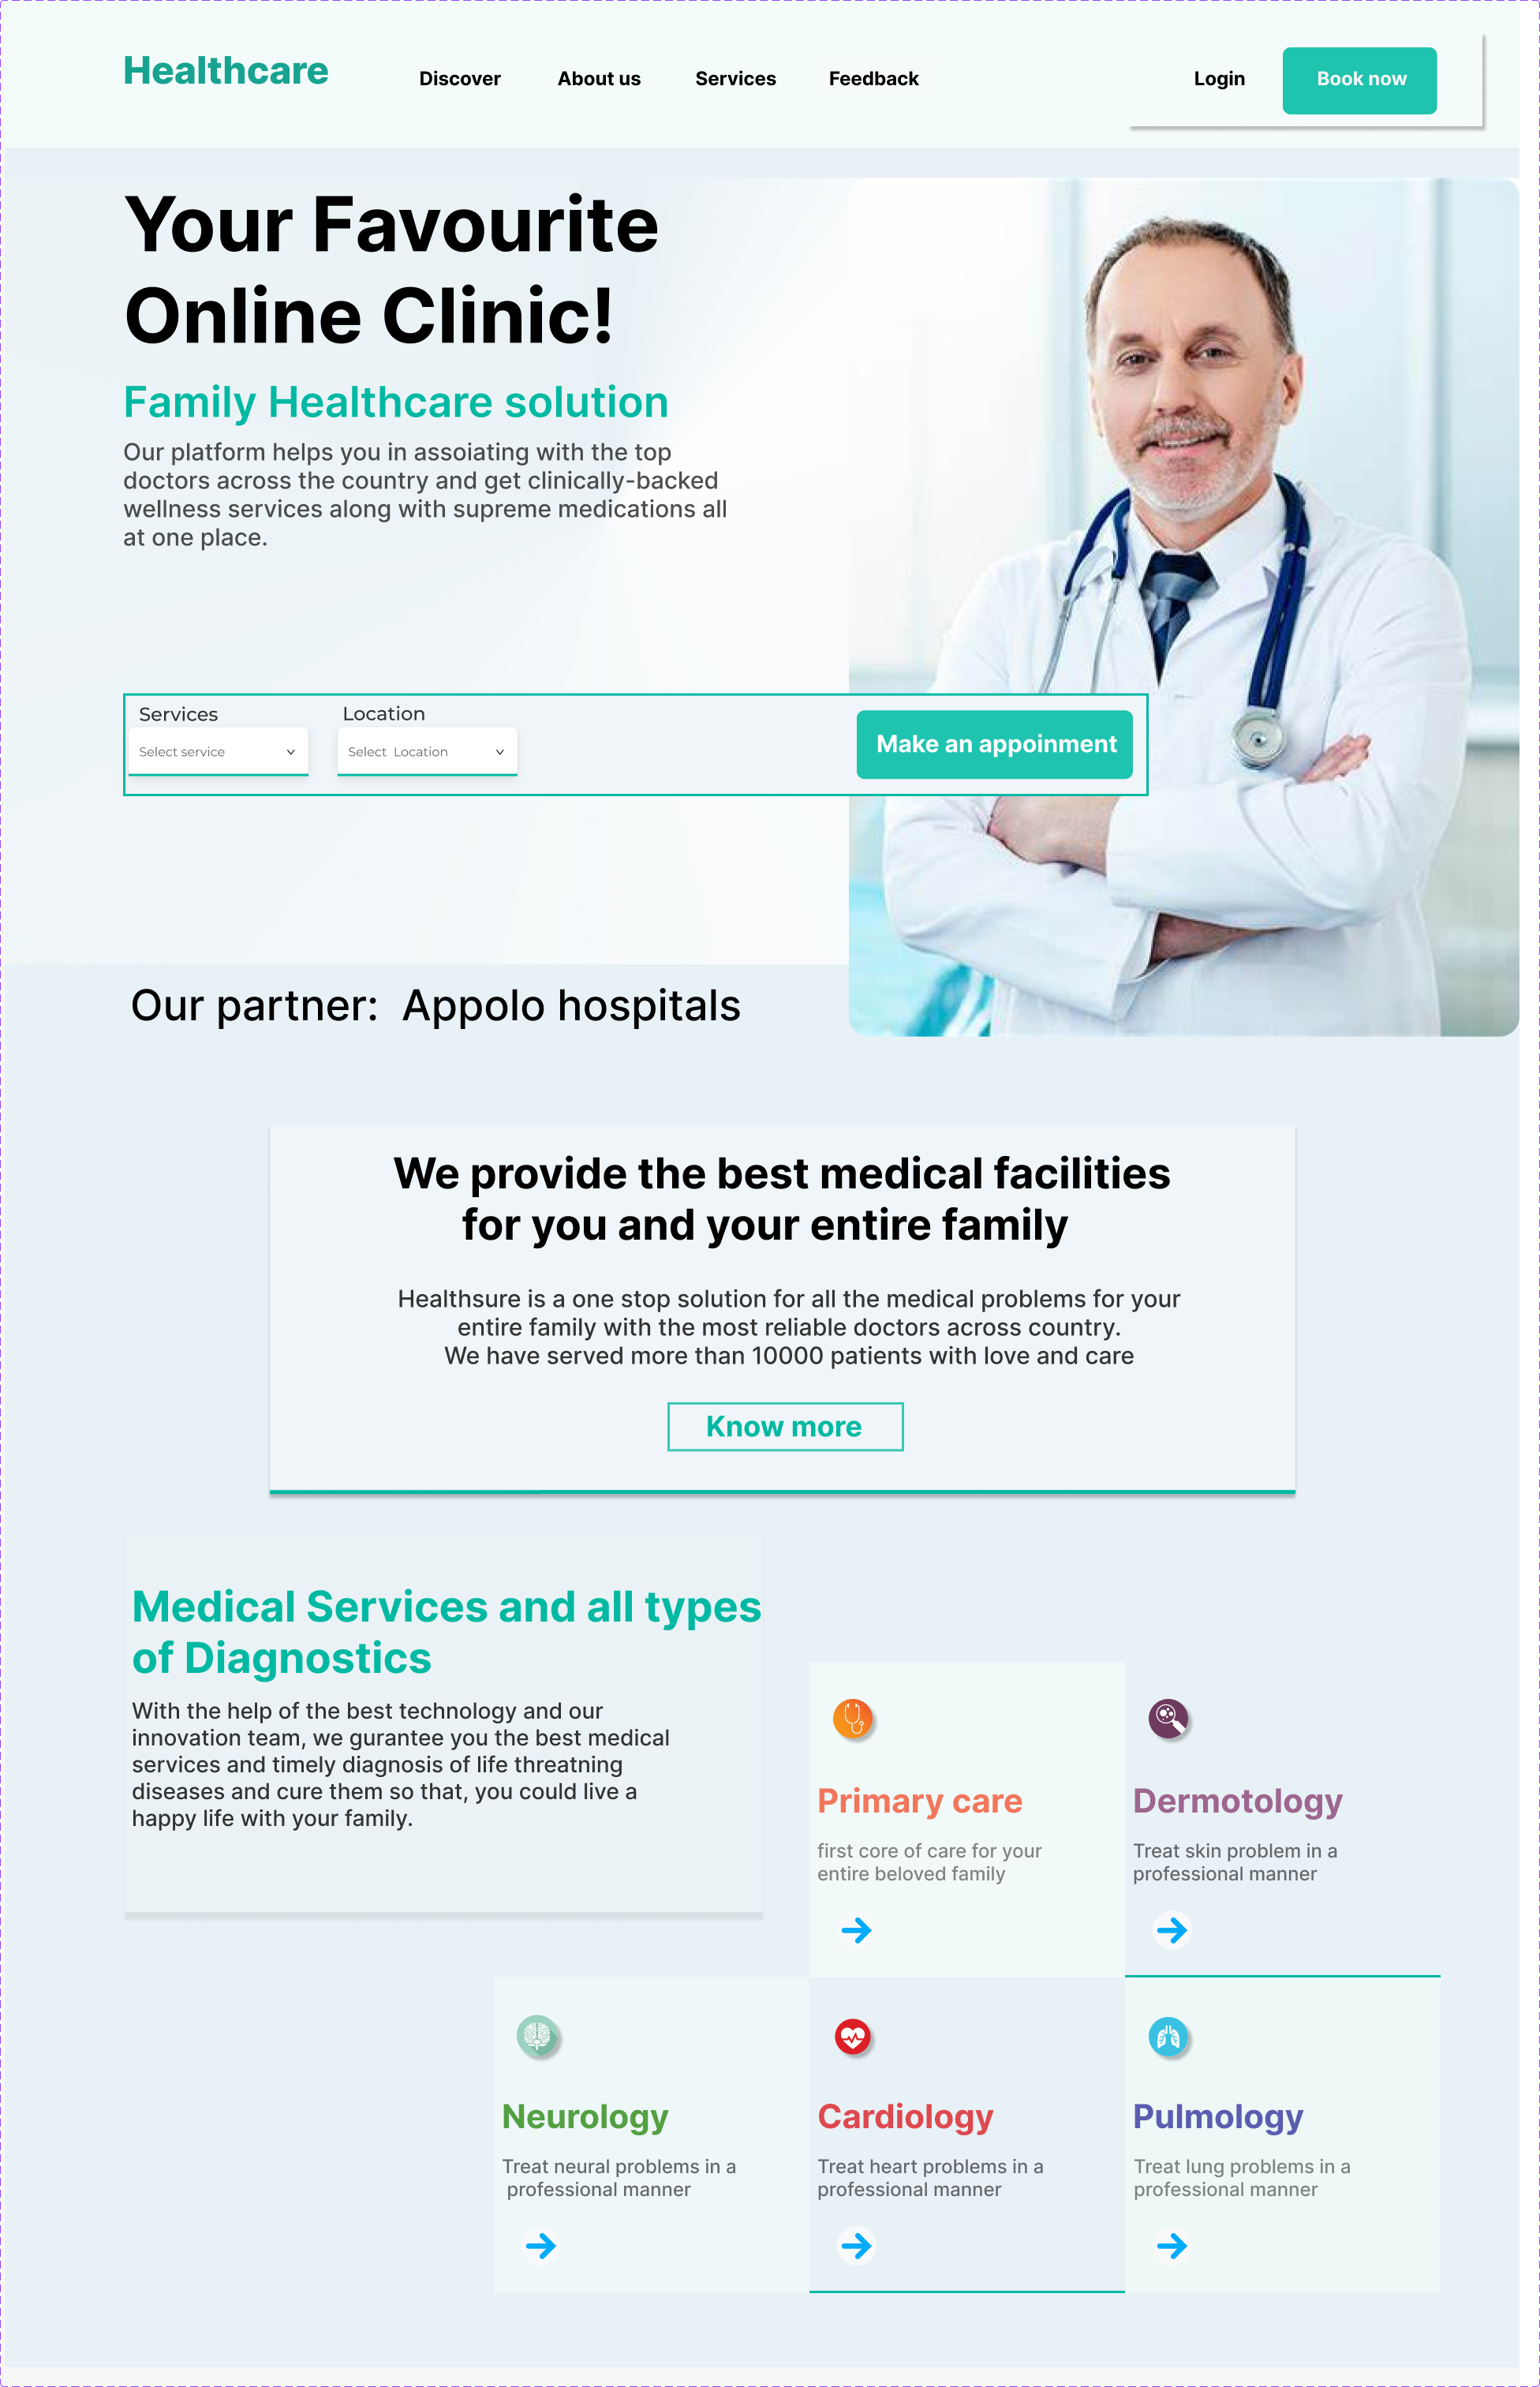 Healthcare
Discover
About us
Services
Feedback
Login
Book now
Your Favourite
Online Clinic!
Family Healthcare solution
Our platform helps you in assoiating with the top
doctors across the country and get clinically-backed
wellness services along with supreme medications all
at one place.
Services
Location
Select service
Select Location
Make an appoinment
Our partner: Appolo hospitals
We provide the best medical facilities
for you and your entire family
Healthsure is a one stop solution for all the medical problems for your
entire family with the most reliable doctors across country.
We have served more than 10000 patients with love and care
Know more
Medical Services and all types
of Diagnostics
With the help of the best technology and our
innovation team, we gurantee you the best medical
services and timely diagnosis of life threatning
diseases and cure them so that, you could live a
happy life with your family.
Primary care
first core of care for your
entire beloved family
Dermotology
Treat skin problem in a
professional manner
Neurology
Treat neural problems in a
professional manner
Cardiology
Treat heart problems in a
professional manner
Pulmology
Treat lung problems in a
professional manner